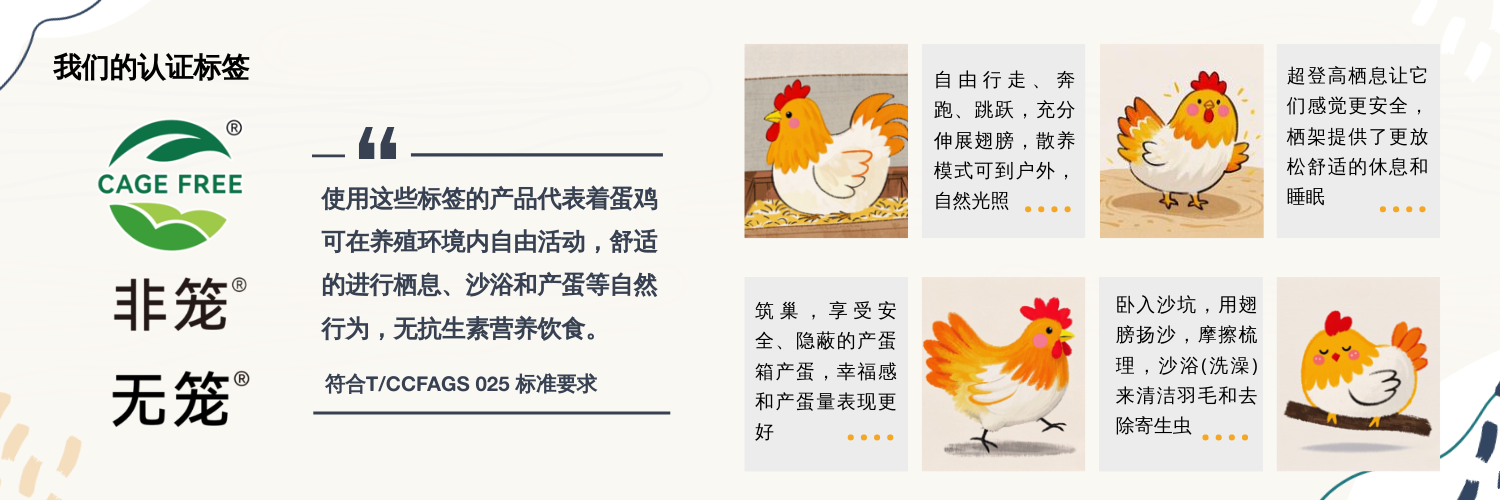 我们的认证标签
®
CAGE FREE
非笼®
无笼®
“
使用这些标签的产品代表着蛋鸡
可在养殖环境内自由活动，舒适
的进行栖息、沙浴和产蛋等自然
行为，无抗生素营养饮食。
符合T/CCFAGS 025 标准要求
自由行走、奔
跑、跳跃，充分
伸展翅膀，散养
模式可到户外，
自然光照
超登高栖息让它
们感觉更安全，
栖架提供了更放
松舒适的休息和
睡眠
筑巢，享受安
全、隐蔽的产蛋
箱产蛋，幸福感
和产蛋量表现更
好
卧入沙坑，用翅
膀扬沙，摩擦梳
理，沙浴(洗澡)
来清洁羽毛和去
除寄生虫